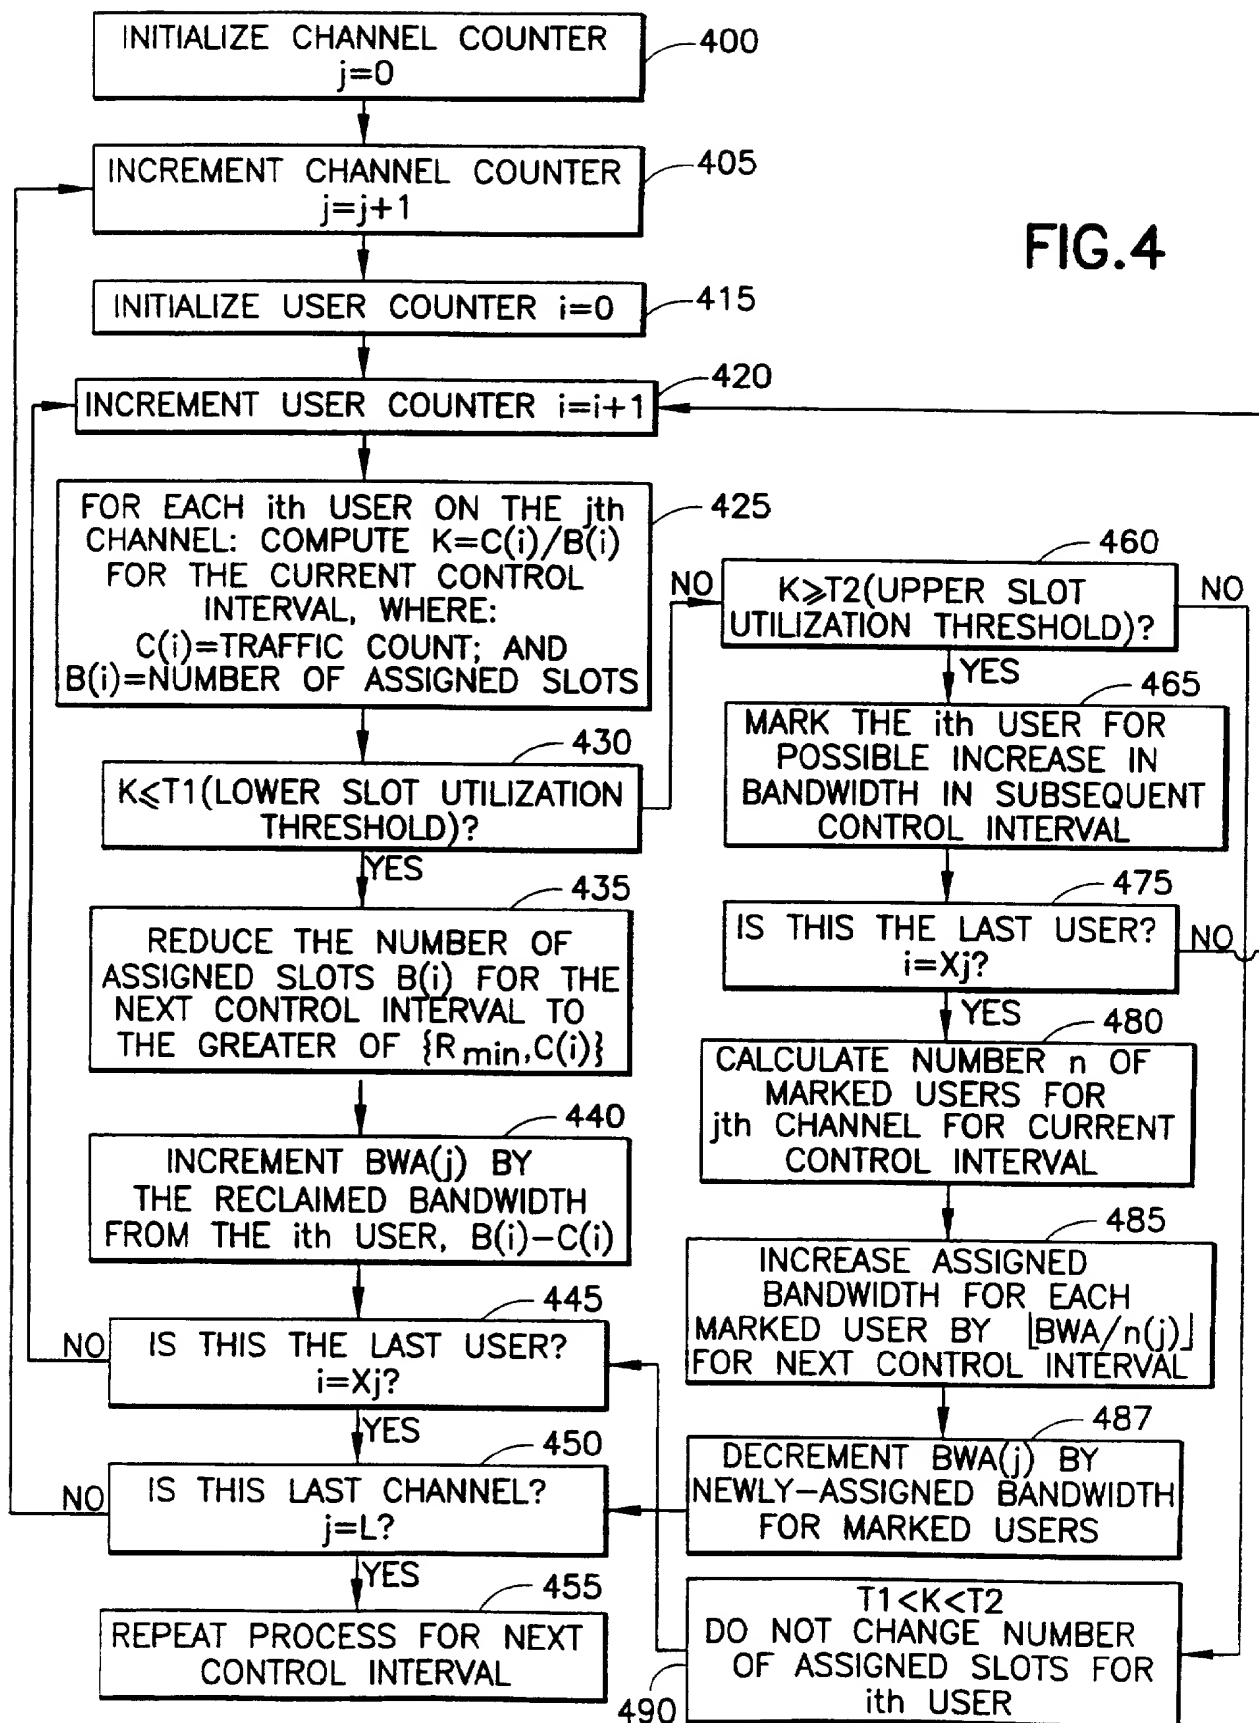 INITIALIZE CHANNEL COUNTER
j=0
400
INCREMENT CHANNEL COUNTER
j=j+1
405
FIG.4
INITIALIZE USER COUNTER i=0
415
INCREMENT USER COUNTER i=i+1
420
FOR EACH ith USER ON THE jth
CHANNEL: COMPUTE K=C(i)/B(i)
FOR THE CURRENT CONTROL
INTERVAL, WHERE:
C(i)=TRAFFIC COUNT; AND
B(i)=NUMBER OF ASSIGNED SLOTS
425
K⩽T1(LOWER SLOT UTILIZATION
THRESHOLD)?
430
NO
YES
REDUCE THE NUMBER OF
ASSIGNED SLOTS B(i) FOR THE
NEXT CONTROL INTERVAL TO
THE GREATER OF {Rmin,C(i)}
435
INCREMENT BWA(j) BY
THE RECLAIMED BANDWIDTH
FROM THE ith USER, B(i)-C(i)
440
IS THIS THE LAST USER?
i=Xj?
445
NO
YES
IS THIS LAST CHANNEL?
j=L?
450
NO
YES
REPEAT PROCESS FOR NEXT
CONTROL INTERVAL
455
K⩾T2(UPPER SLOT
UTILIZATION THRESHOLD)?
460
NO
YES
MARK THE ith USER FOR
POSSIBLE INCREASE IN
BANDWIDTH IN SUBSEQUENT
CONTROL INTERVAL
465
IS THIS THE LAST USER?
i=Xj?
475
NO
YES
CALCULATE NUMBER n OF
MARKED USERS FOR
jth CHANNEL FOR CURRENT
CONTROL INTERVAL
480
INCREASE ASSIGNED
BANDWIDTH FOR EACH
MARKED USER BY ⌊BWA/n(j)⌋
FOR NEXT CONTROL INTERVAL
485
DECREMENT BWA(j) BY
NEWLY-ASSIGNED BANDWIDTH
FOR MARKED USERS
487
T1<K<T2
DO NOT CHANGE NUMBER
OF ASSIGNED SLOTS FOR
ith USER
490